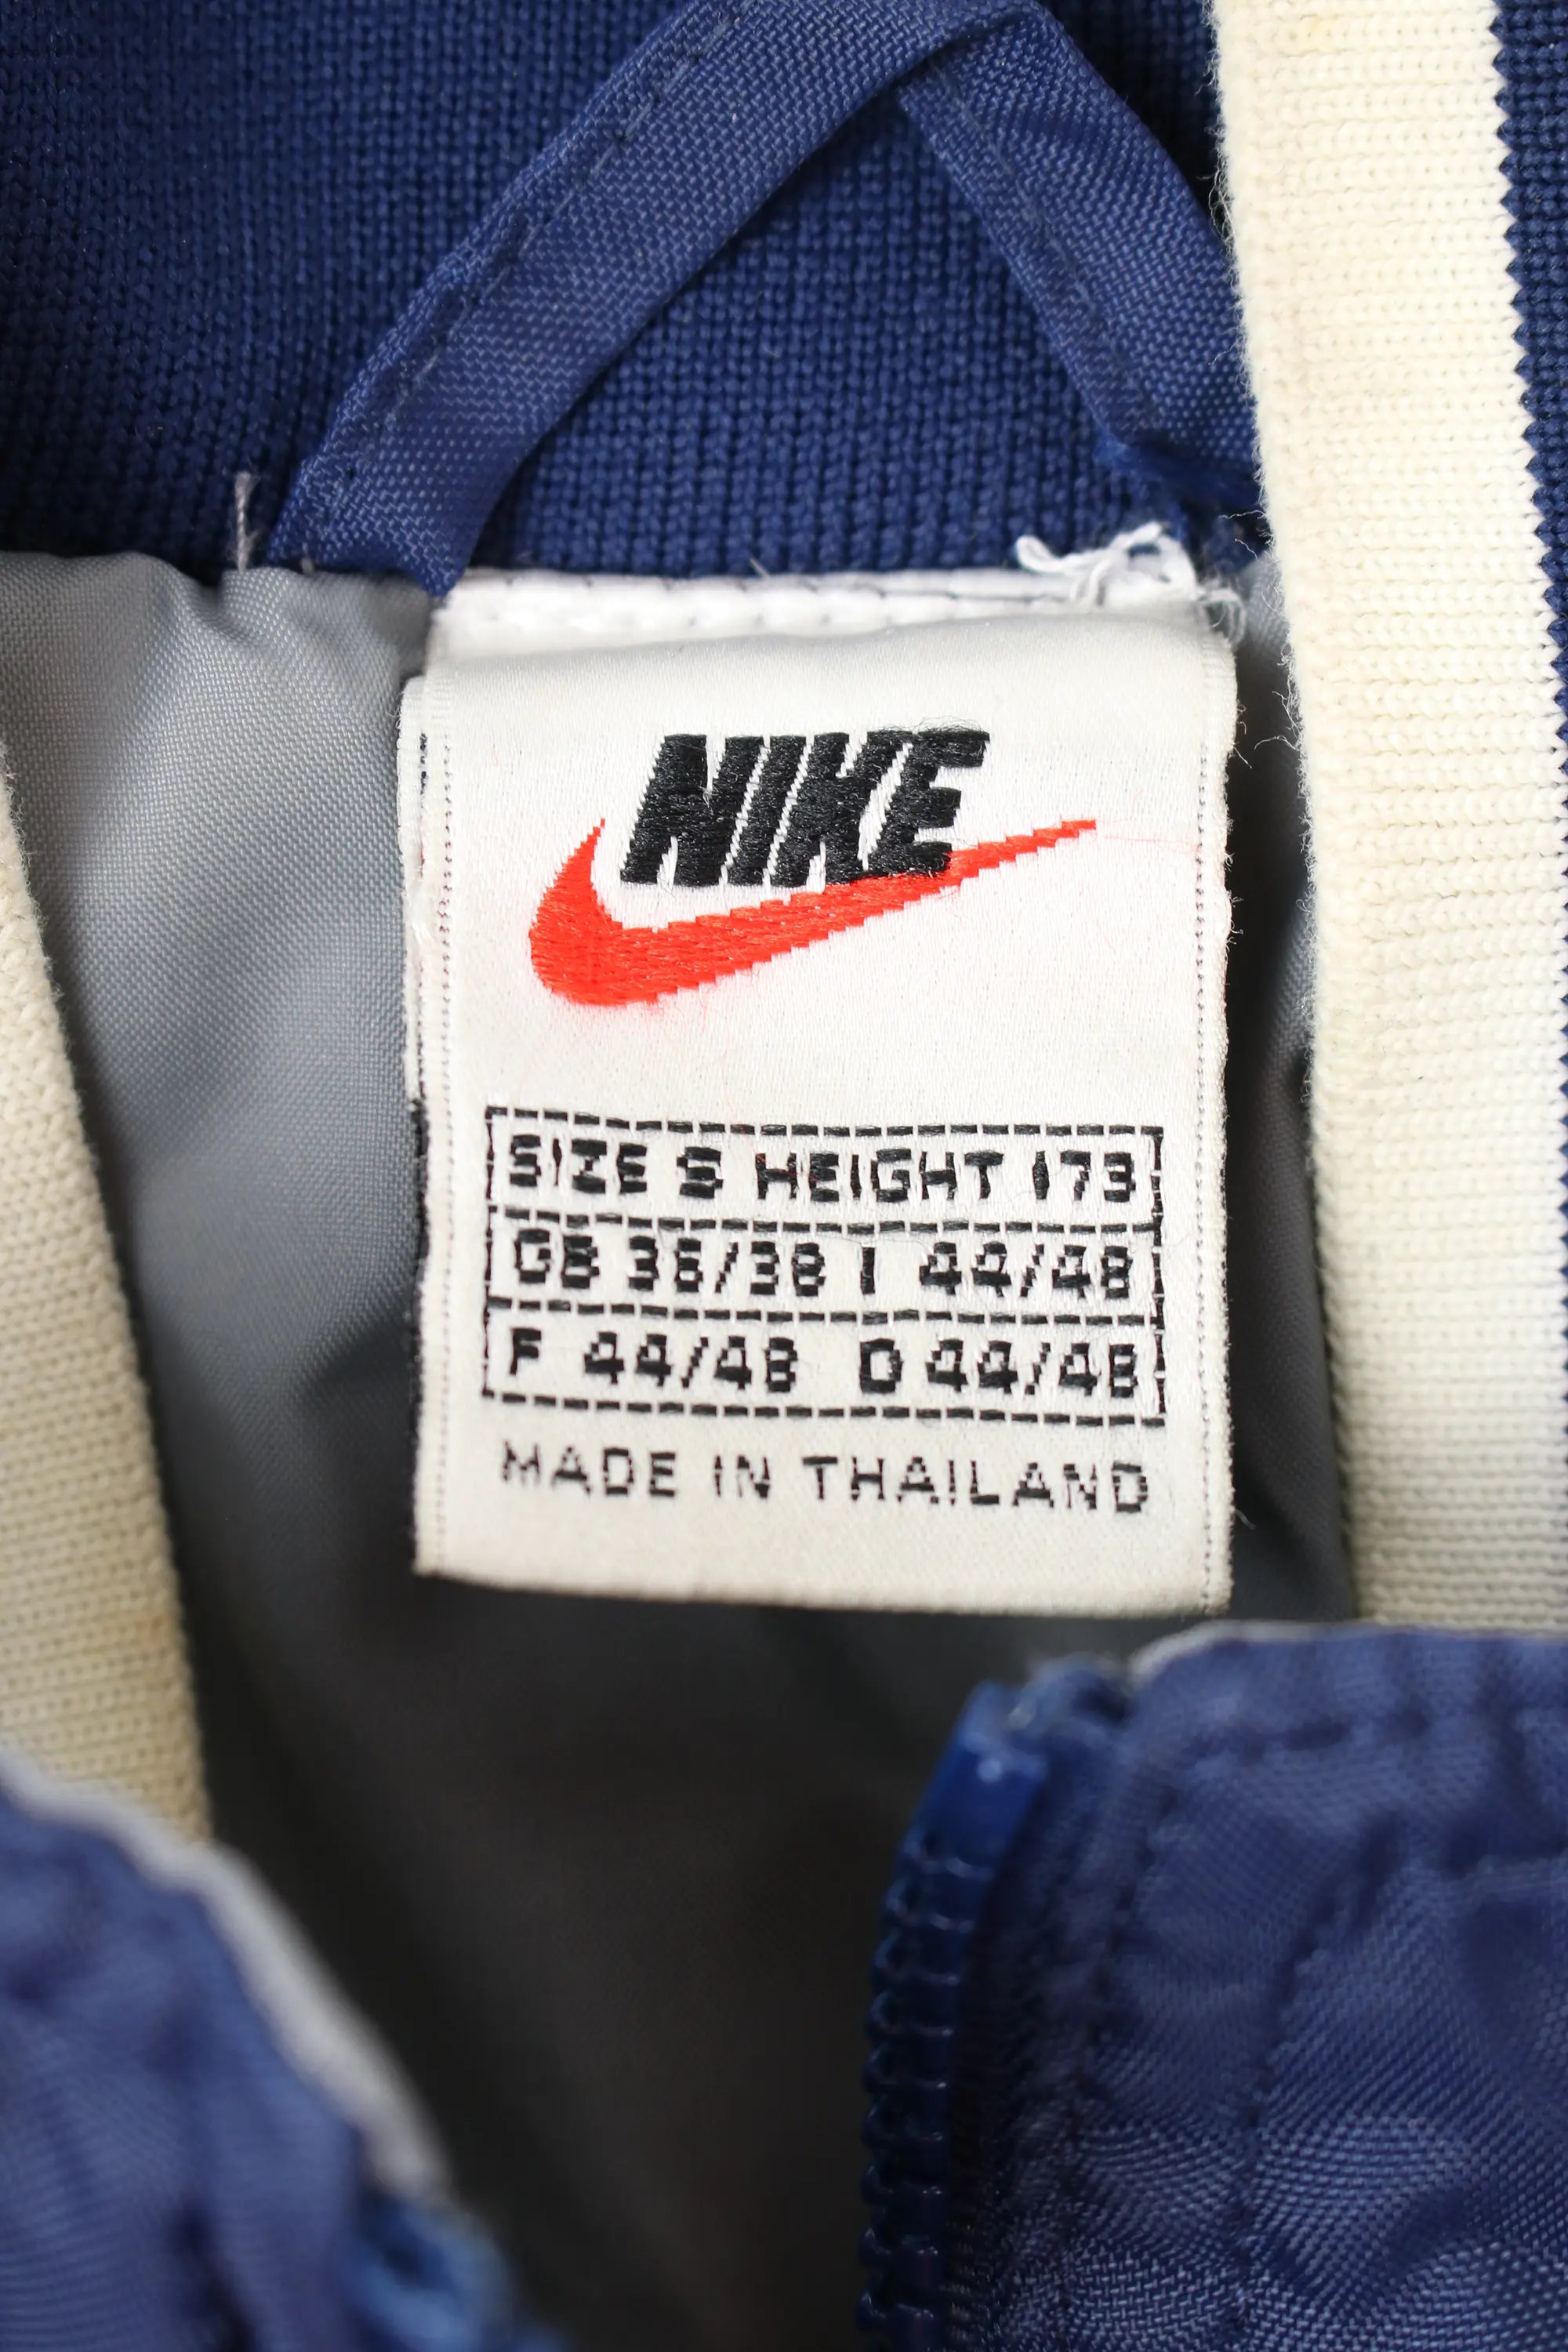 NIKE
SIZE S HEIGHT 173
GB 36/38 I 44/48
F 44/48 D 44/48
MADE IN THAILAND